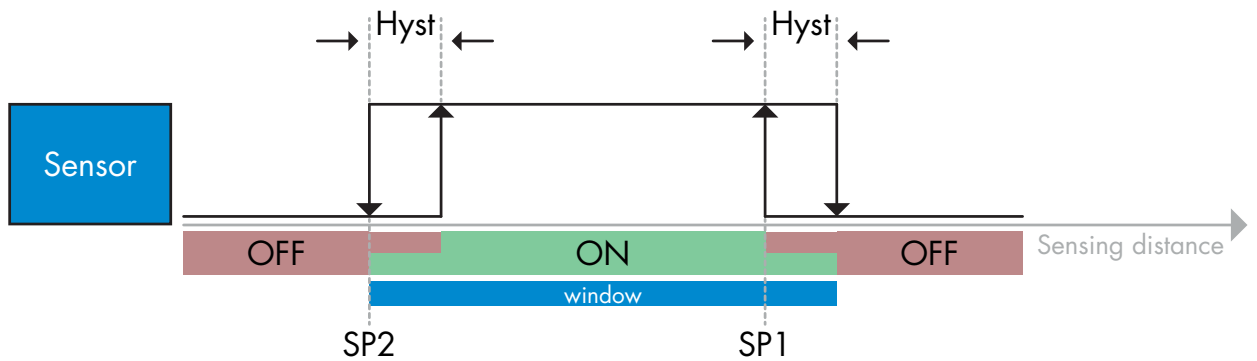 Hyst
Hyst
Sensor
OFF
ON
OFF
Sensing distance
window
SP2
SP1